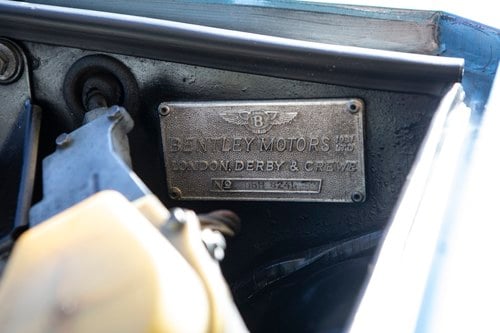 B
BENTLEY MOTORS
LONDON, DERBY & CREWE
No